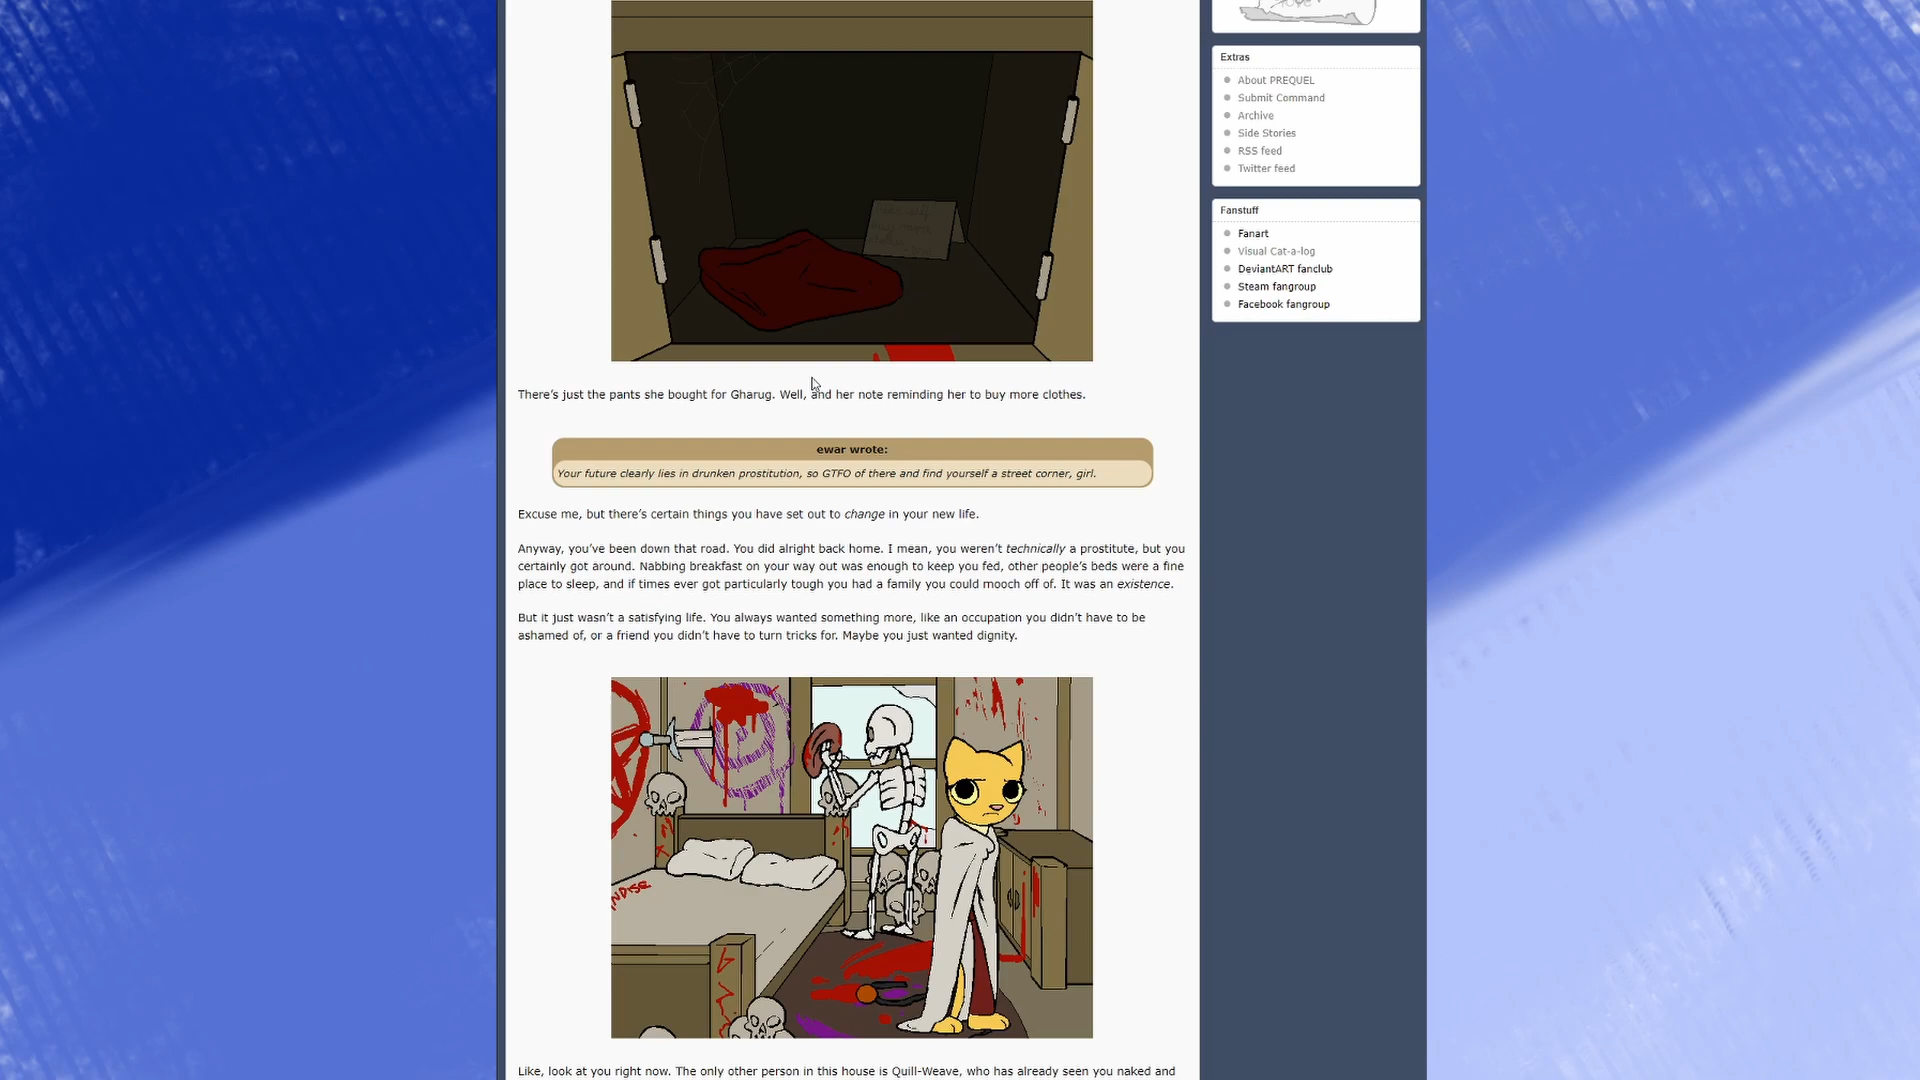 Extras
About PREQUEL
Submit Command
Archive
Side Stories
RSS feed
Twitter feed
Fanstuff
Fanart
Visual Cat-a-log
DeviantART fanclub
Steam fangroup
Facebook fangroup
There’s just the pants she bought for Gharug. Well, and her note reminding her to buy more clothes.
ewar wrote:
Your future clearly lies in drunken prostitution, so GTFO of there and find yourself a street corner, girl.
Excuse me, but there’s certain things you have set out to change in your new life.
Anyway, you’ve been down that road. You did alright back home. I mean, you weren’t technically a prostitute, but you
certainly got around. Nabbing breakfast on your way out was enough to keep you fed, other people’s beds were a fine
place to sleep, and if times ever got particularly tough you had a family you could mooch off of. It was an existence.
But it just wasn’t a satisfying life. You always wanted something more, like an occupation you didn’t have to be
ashamed of, or a friend you didn’t have to turn tricks for. Maybe you just wanted dignity.
Like, look at you right now. The only other person in this house is Quill-Weave, who has already seen you naked and